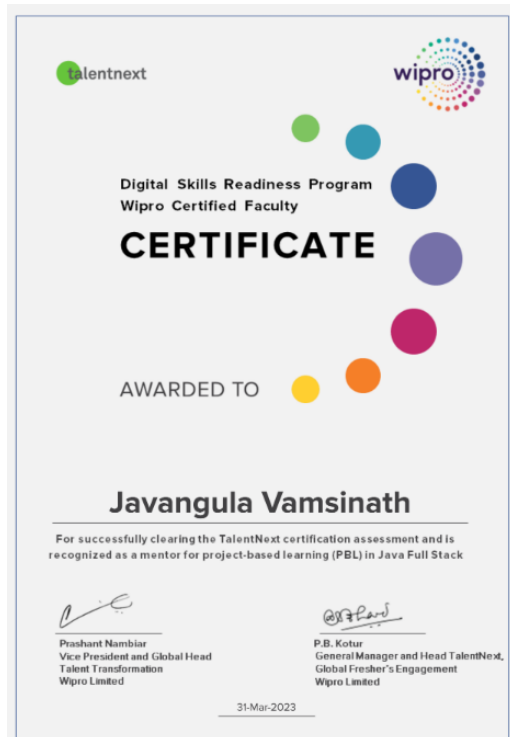 talentnext
wipro
Digital Skills Readiness Program
Wipro Certified Faculty
CERTIFICATE
AWARDED TO
Javangula Vamsinath
For successfully clearing the TalentNext certification assessment and is
recognized as a mentor for project-based learning (PBL) in Java Full Stack
Prashant Nambiar
Vice President and Global Head
Talent Transformation
Wipro Limited
P.B. Kotur
General Manager and Head TalentNext,
Global Fresher's Engagement
Wipro Limited
31-Mar-2023